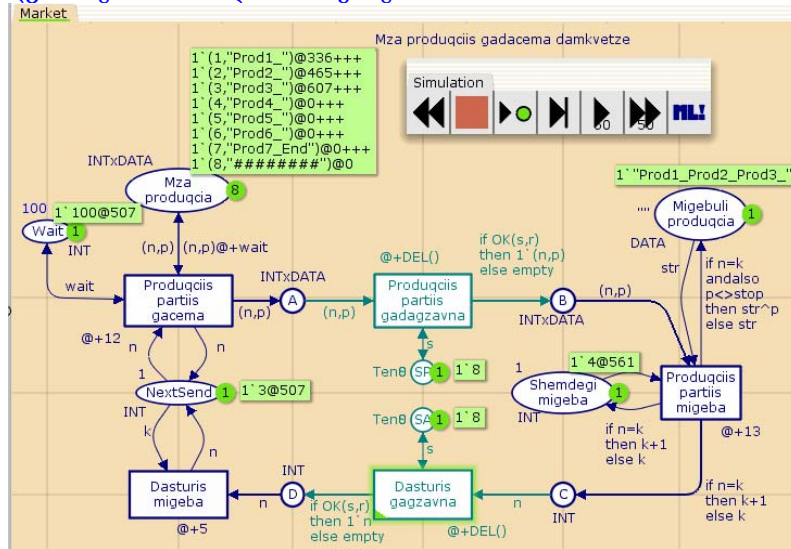 Market
Mza produqciis gadacema damkvetze
1`(1,"Prod1_")@336+++
1`(2,"Prod2_")@465+++
1`(3,"Prod3_")@607+++
1`(4,"Prod4_")@0+++
1`(5,"Prod5_")@0+++
1`(6,"Prod6_")@0+++
1`(7,"Prod7_End")@0+++
1`(8,"########")@0
Simulation
ML!
INTxDATA
Mza
produqcia
8
1`"Prod1_Prod2_Prod3_"
""
Migebuli
produqcia
1
DATA
100
1`100@507
Wait
1
INT
(n,p)
(n,p)@+wait
wait
@+DEL()
if OK(s,r)
then 1`(n,p)
else empty
str
if n=k
andalso
p<>stop
then str^p
else str
Produqciis
partiis
gacema
@+12
(n,p)
INTxDATA
A
(n,p)
Produqciis
partiis
gadagzavna
B
INTxDATA
(n,p)
n
n
s
Ten0
SP
1
1`8
1
NextSend
1
1`3@507
INT
1
1`4@561
Shemdegi
migeba
1
INT
Produqciis
partiis
migeba
@+13
Ten0
SA
1
1`8
k
n
s
if n=k
then k+1
else k
Dasturis
migeba
@+5
n
INT
D
if OK(s,r)
then 1`n
else empty
Dasturis
gagzavna
@+DEL()
n
C
INT
if n=k
then k+1
else k